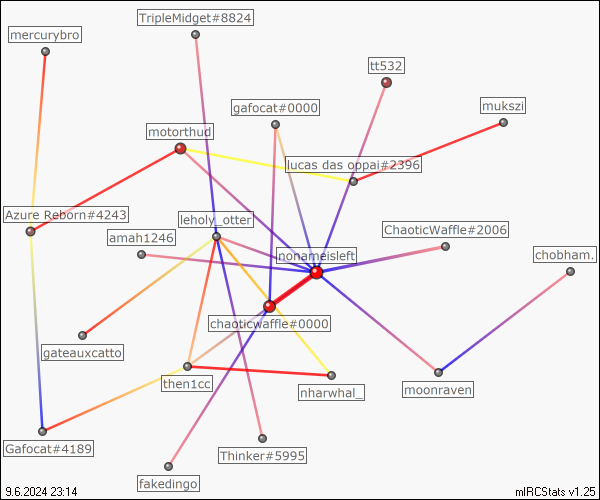 TripleMidget#8824
mercurybro
tt532
gafocat#0000
mukszi
motorthud
lucas das oppai#2396
Azure Reborn#4243
leholy_otter
ChaoticWaffle#2006
amah1246
nonameisleft
chobham.
chaoticwaffle#0000
gateauxcatto
then1cc
nharwhal_
moonraven
Gafocat#4189
Thinker#5995
fakedingo
9.6.2024 23:14
mIRCStats v1.25